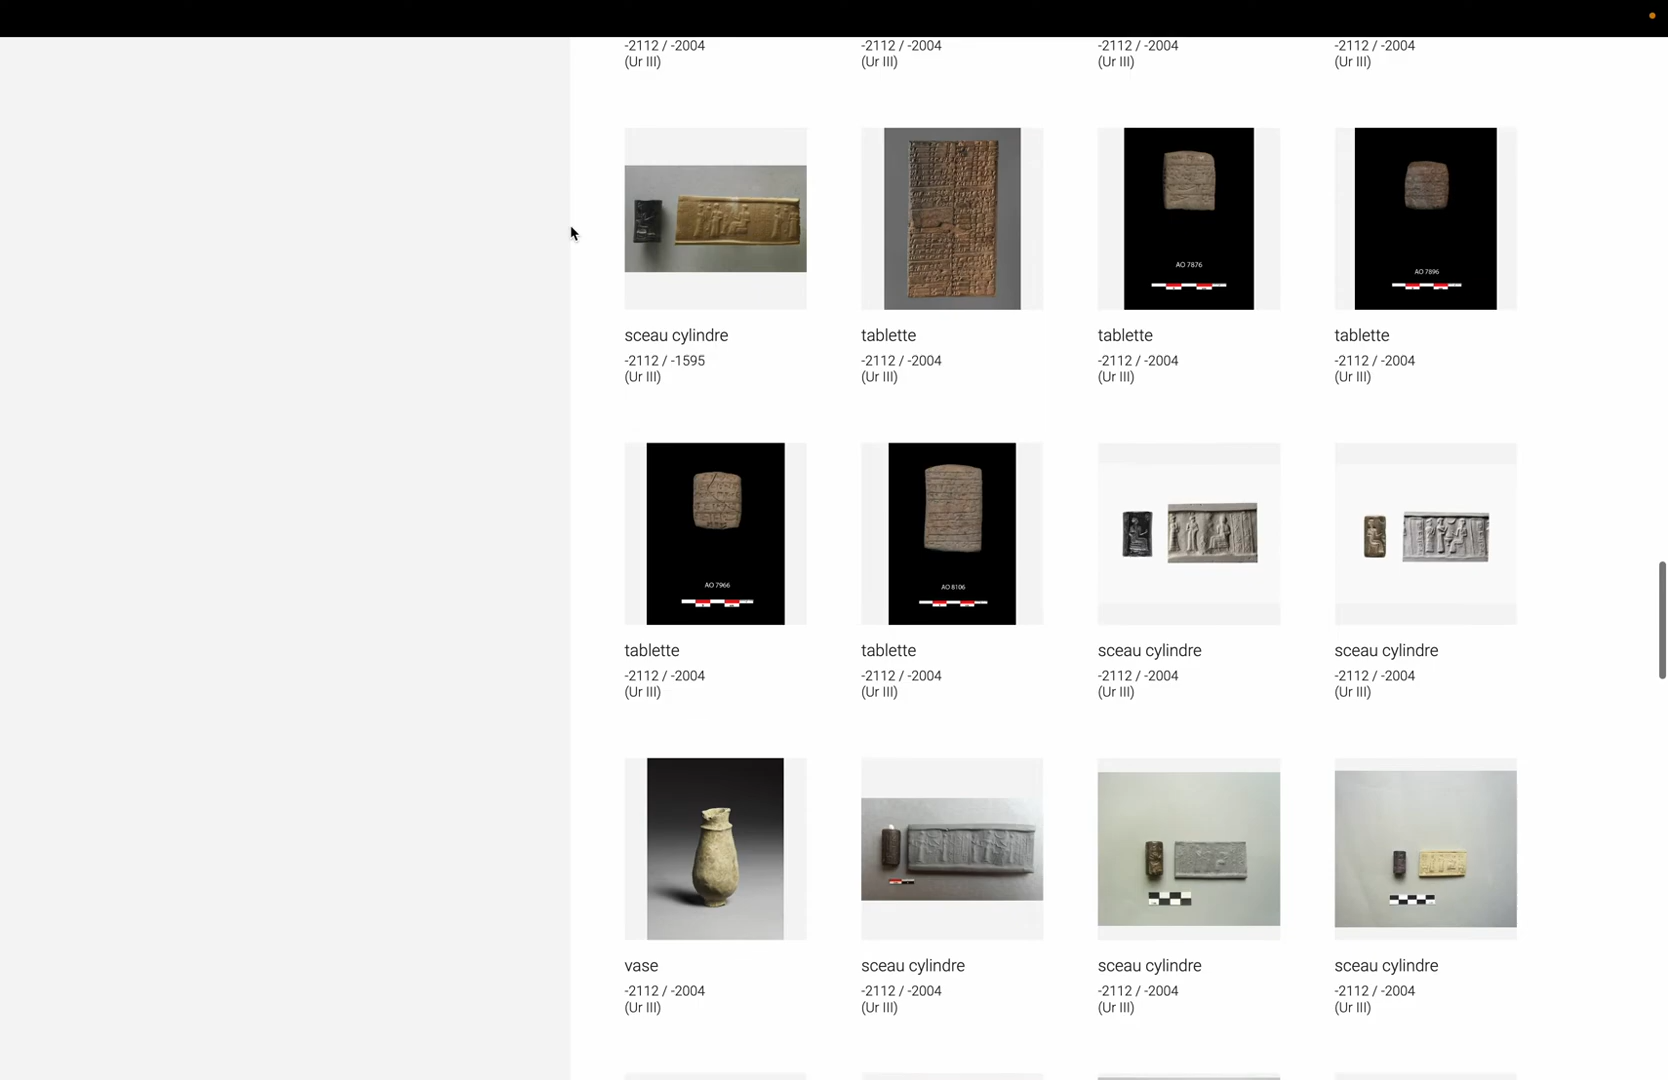 -2112 / -2004
(Ur III)
-2112 / -2004
(Ur III)
-2112 / -2004
(Ur III)
-2112 / -2004
(Ur III)
sceau cylindre
-2112 / -1595
(Ur III)
tablette
-2112 / -2004
(Ur III)
AO 7876
tablette
-2112 / -2004
(Ur III)
AO 7896
tablette
-2112 / -2004
(Ur III)
AO 7966
tablette
-2112 / -2004
(Ur III)
AO 8106
tablette
-2112 / -2004
(Ur III)
sceau cylindre
-2112 / -2004
(Ur III)
sceau cylindre
-2112 / -2004
(Ur III)
vase
-2112 / -2004
(Ur III)
sceau cylindre
-2112 / -2004
(Ur III)
sceau cylindre
-2112 / -2004
(Ur III)
sceau cylindre
-2112 / -2004
(Ur III)